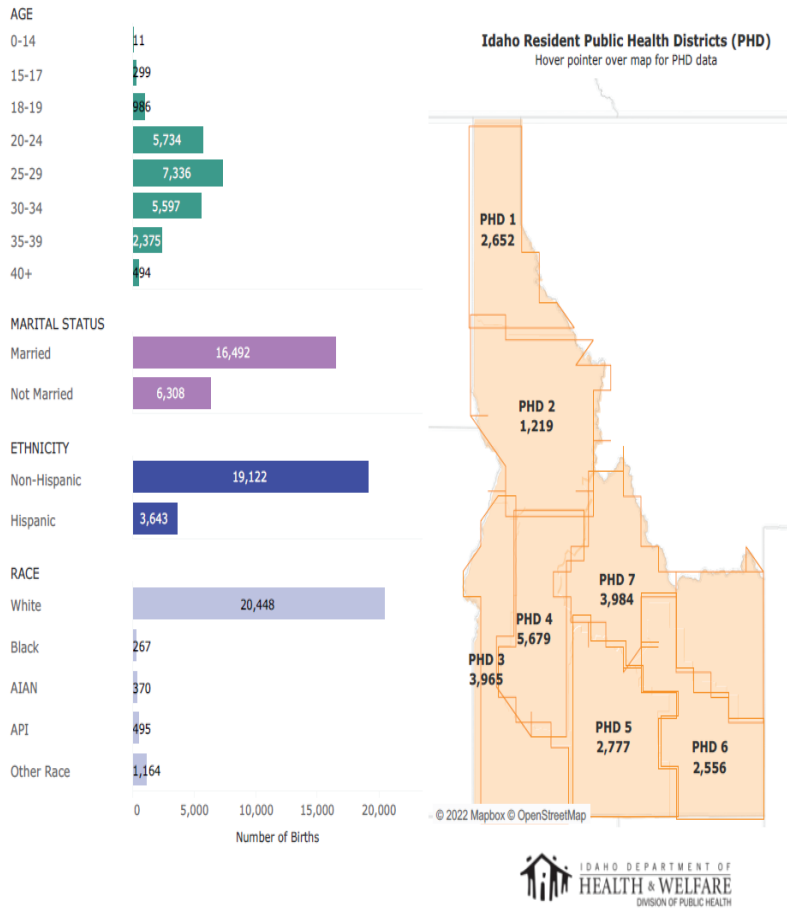 AGE
0-14 11
15-17 299
18-19 986
20-24 5,734
25-29 7,336
30-34 5,597
35-39 2,375
40+ 494
MARITAL STATUS
Married 16,492
Not Married 6,308
ETHNICITY
Non-Hispanic 19,122
Hispanic 3,643
RACE
White 20,448
Black 267
AIAN 370
API 495
Other Race 1,164
0 5,000 10,000 15,000 20,000
Number of Births
Idaho Resident Public Health Districts (PHD)
Hover pointer over map for PHD data
PHD 1
2,652
PHD 2
1,219
PHD 7
3,984
PHD 4
5,679
PHD 3
3,965
PHD 5
2,777
PHD 6
2,556
© 2022 Mapbox © OpenStreetMap
IDAHO DEPARTMENT OF
HEALTH & WELFARE
DIVISION OF PUBLIC HEALTH